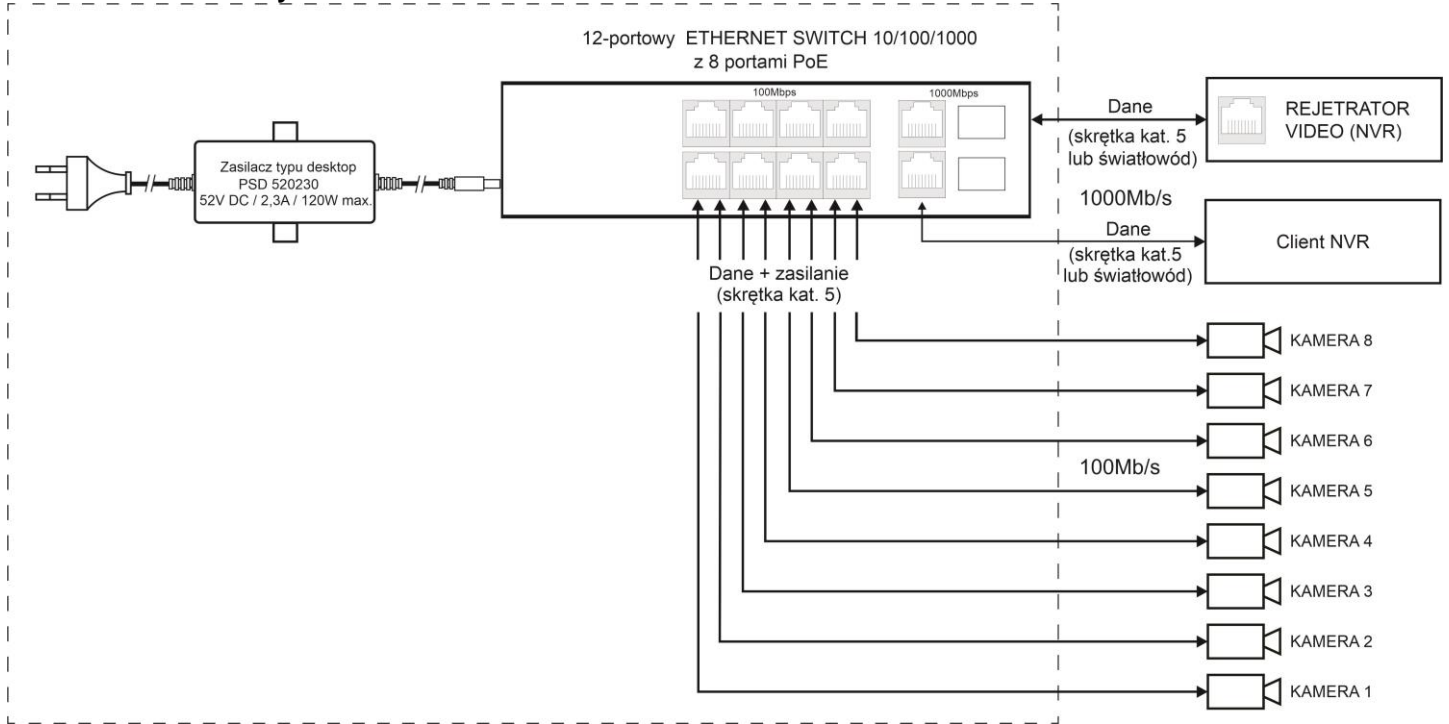 12-portowy ETHERNET SWITCH 10/100/1000
z 8 portami PoE
100Mbps
1000Mbps
Zasilacz typu desktop
PSD 520230
52V DC / 2,3A / 120W max.
Dane
(skrętka kat. 5
lub światłowód)
REJETRATOR
VIDEO (NVR)
1000Mb/s
Dane
(skrętka kat.5
lub światłowód)
Client NVR
Dane + zasilanie
(skrętka kat. 5)
KAMERA 8
KAMERA 7
KAMERA 6
100Mb/s
KAMERA 5
KAMERA 4
KAMERA 3
KAMERA 2
KAMERA 1